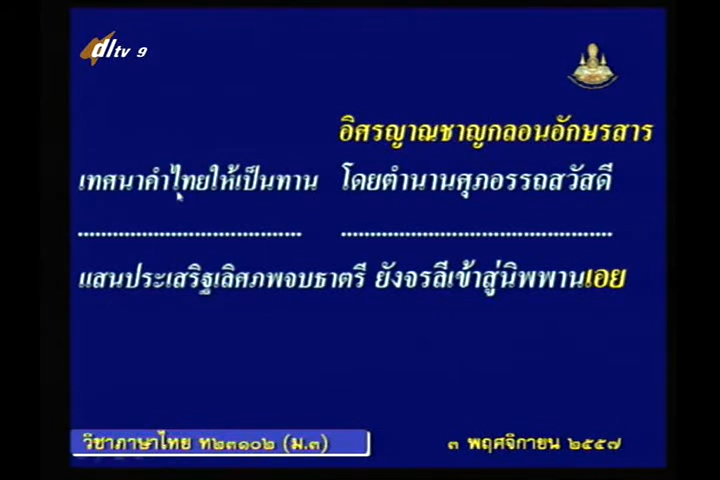 dltv 9
อิศรญาณชาญกลอนอักษรสาร
เทศนาคำไทยให้เป็นทาน โดยตำนานศุภอรรถสวัสดี
........................................ ................................................
แสนประเสริฐเลิศภพจบธาตรี ยังจรลีเข้าสู่นิพพานเอย
วิชาภาษาไทย ท๒๓๑๐๒ (ม.๓) ๓ พฤศจิกายน ๒๕๕๗